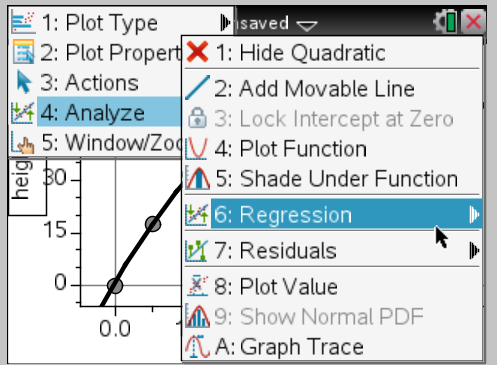 1: Plot Type
2: Plot Propert
3: Actions
4: Analyze
5: Window/Zoo
saved
1: Hide Quadratic
2: Add Movable Line
3: Lock Intercept at Zero
4: Plot Function
5: Shade Under Function
6: Regression
7: Residuals
8: Plot Value
9: Show Normal PDF
A: Graph Trace
heig
30
15
0
0.0